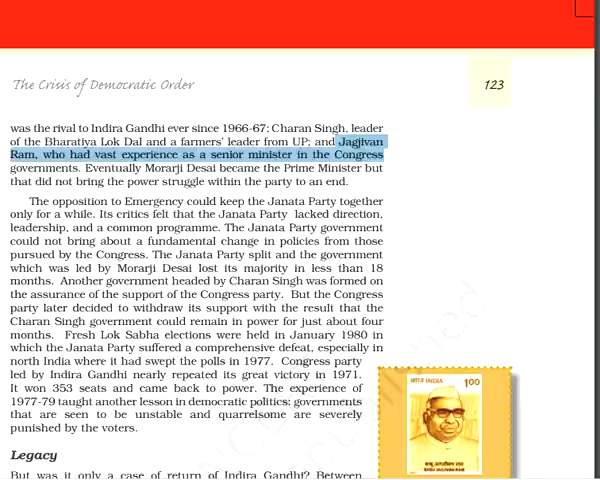 The Crisis of Democratic Order
123
was the rival to Indira Gandhi ever since 1966-67; Charan Singh, leader
of the Bharatiya Lok Dal and a farmers' leader from UP; and Jagjivan
Ram, who had vast experience as a senior minister in the Congress
governments. Eventually Morarji Desai became the Prime Minister but
that did not bring the power struggle within the party to an end.
The opposition to Emergency could keep the Janata Party together
only for a while. Its critics felt that the Janata Party lacked direction,
leadership, and a common programme. The Janata Party government
could not bring about a fundamental change in policies from those
pursued by the Congress. The Janata Party split and the government
which was led by Morarji Desai lost its majority in less than 18
months. Another government headed by Charan Singh was formed on
the assurance of the support of the Congress party. But the Congress
party later decided to withdraw its support with the result that the
Charan Singh government could remain in power for just about four
months. Fresh Lok Sabha elections were held in January 1980 in
which the Janata Party suffered a comprehensive defeat, especially in
north India where it had swept the polls in 1977. Congress party
led by Indira Gandhi nearly repeated its great victory in 1971.
It won 353 seats and came back to power. The experience of
1977-79 taught another lesson in democratic politics: governments
that are seen to be unstable and quarrelsome are severely
punished by the voters.
भारत INDIA
100
बाबू जगजीवन राम
BABU JAGJIVAN RAM
Legacy
But was it only a case of return of Indira Gandhi? Between